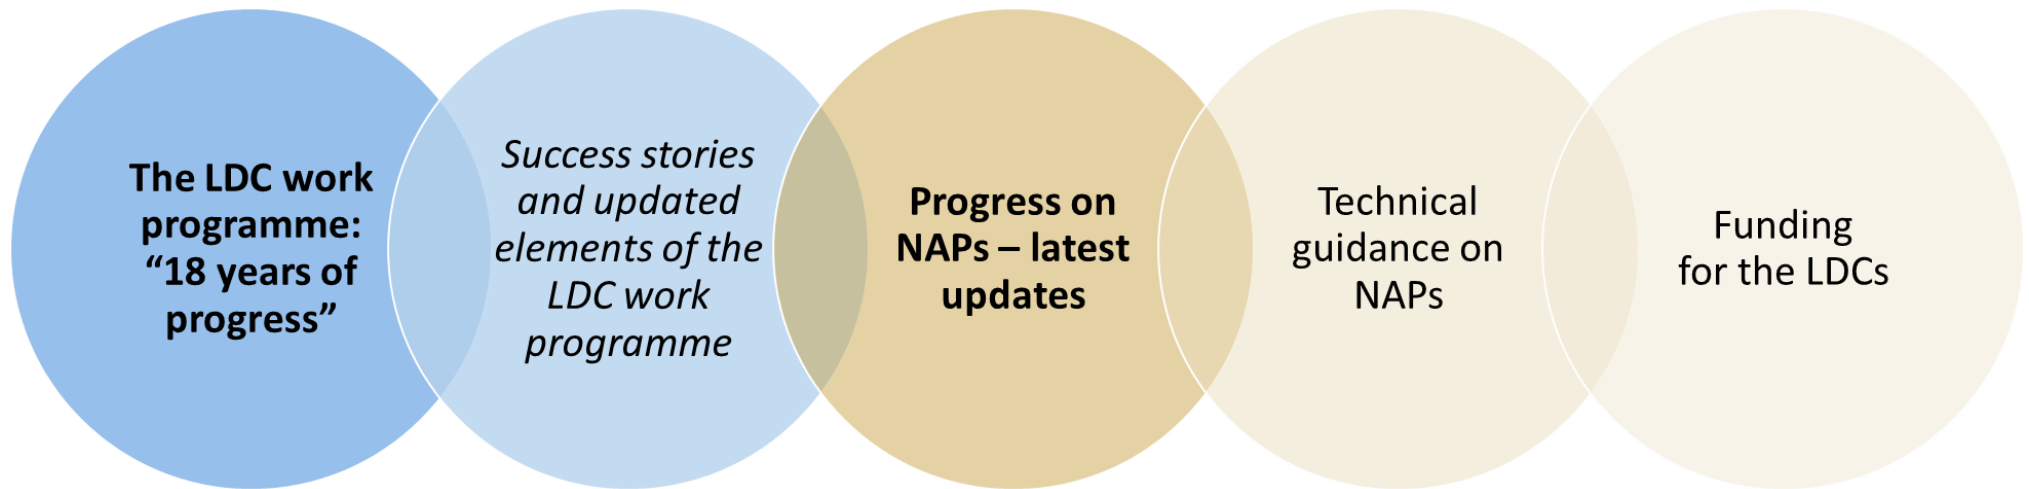 The LDC work
programme:
“18 years of
progress”
Success stories
and updated
elements of the
LDC work
programme
Progress on
NAPs – latest
updates
Technical
guidance on
NAPs
Funding
for the LDCs